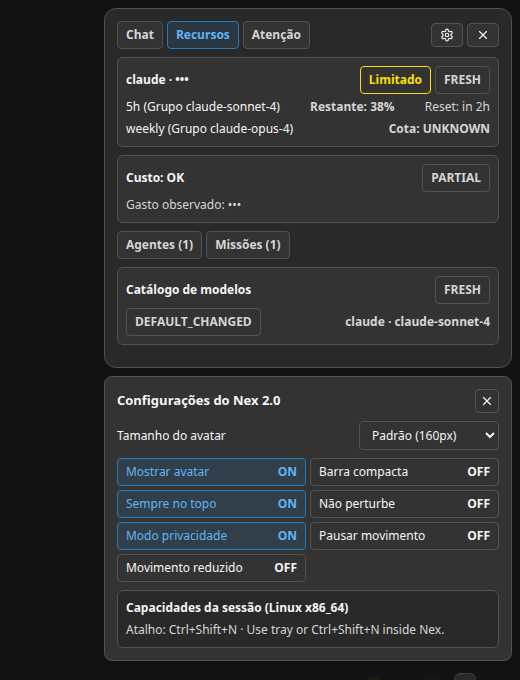 Chat Recursos Atenção
claude · ••• Limitado FRESH
5h (Grupo claude-sonnet-4) Restante: 38% Reset: in 2h
weekly (Grupo claude-opus-4) Cota: UNKNOWN
Custo: OK PARTIAL
Gasto observado: •••
Agentes (1) Missões (1)
Catálogo de modelos FRESH
DEFAULT_CHANGED claude · claude-sonnet-4
Configurações do Nex 2.0
Tamanho do avatar Padrão (160px)
Mostrar avatar ON Barra compacta OFF
Sempre no topo ON Não perturbe OFF
Modo privacidade ON Pausar movimento OFF
Movimento reduzido OFF
Capacidades da sessão (Linux x86_64)
Atalho: Ctrl+Shift+N · Use tray or Ctrl+Shift+N inside Nex.